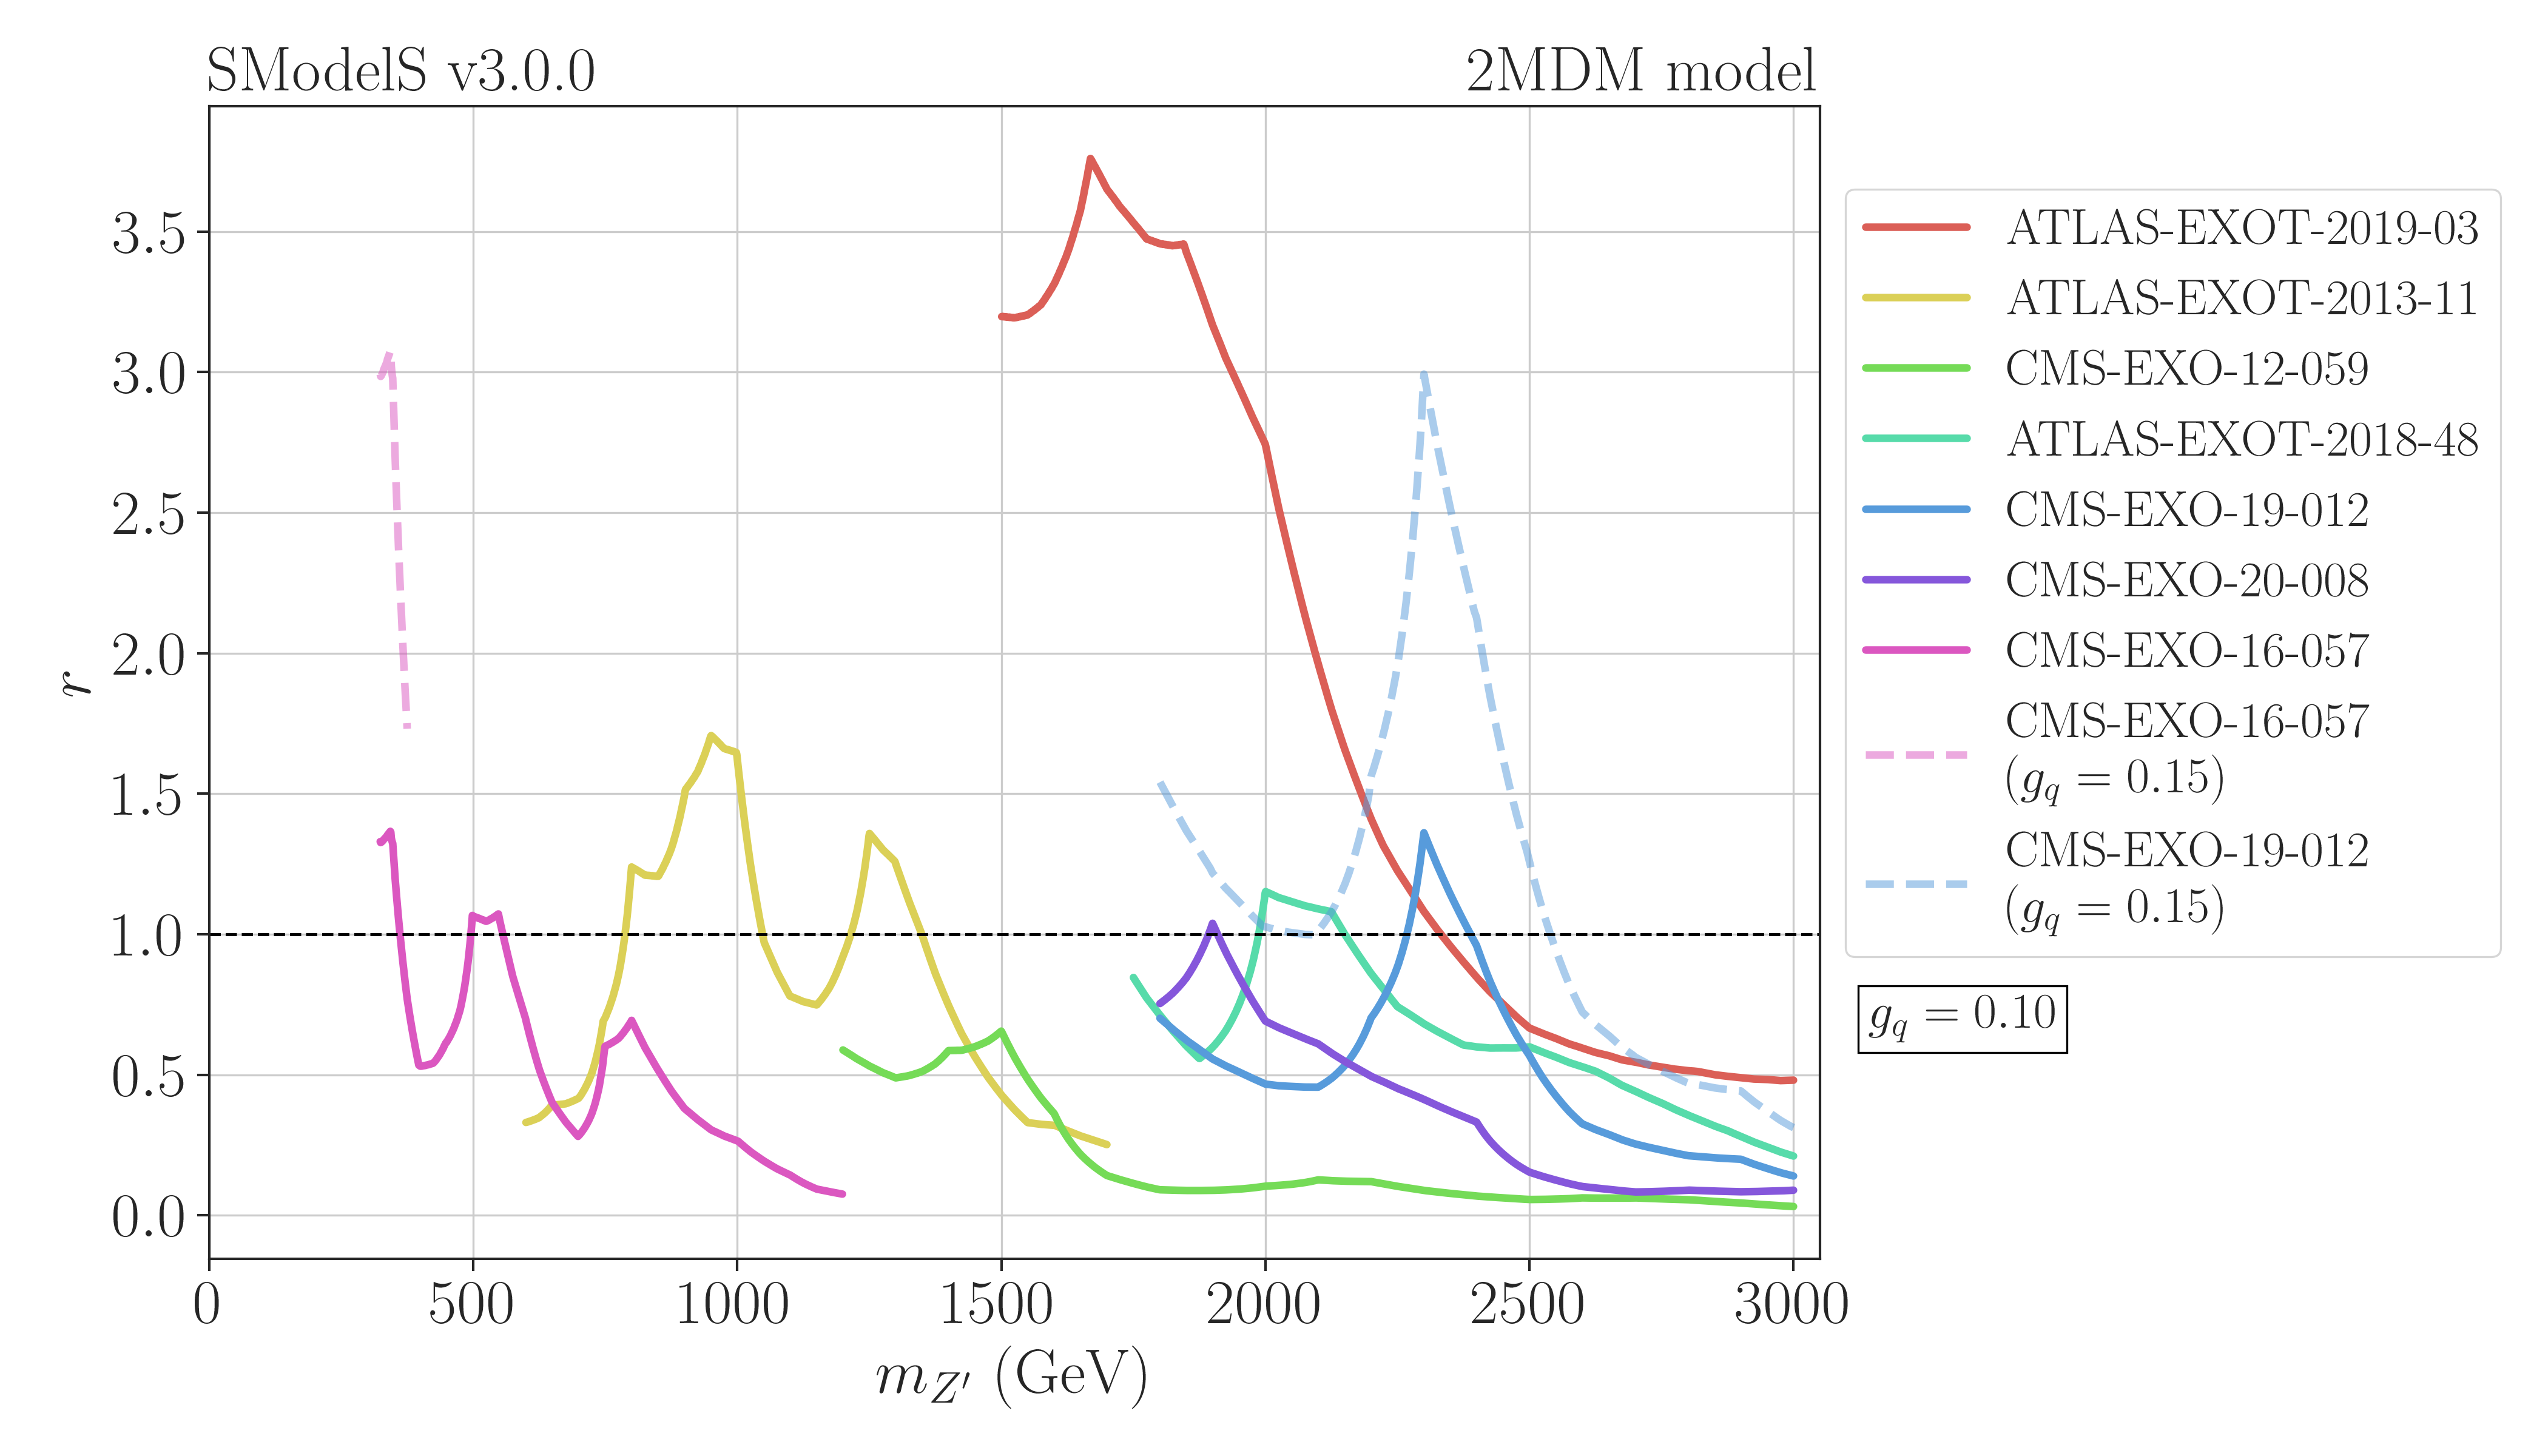 SModelS v3.0.0
2MDM model
3.5
3.0
2.5
2.0
1.5
1.0
0.5
0.0
r
0 500 1000 1500 2000 2500 3000
m_{Z′} (GeV)
ATLAS-EXOT-2019-03
ATLAS-EXOT-2013-11
CMS-EXO-12-059
ATLAS-EXOT-2018-48
CMS-EXO-19-012
CMS-EXO-20-008
CMS-EXO-16-057
CMS-EXO-16-057
(g_q = 0.15)
CMS-EXO-19-012
(g_q = 0.15)
g_q = 0.10